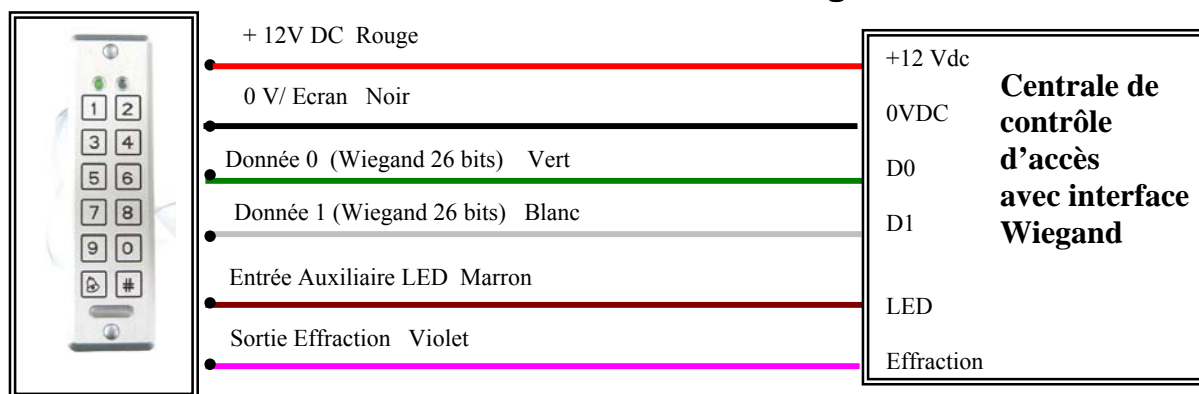 + 12V DC Rouge
0 V/ Ecran Noir
Donnée 0 (Wiegand 26 bits) Vert
Donnée 1 (Wiegand 26 bits) Blanc
Entrée Auxiliaire LED Marron
Sortie Effraction Violet
1 2
3 4
5 6
7 8
9 0
#
+12 Vdc
0VDC
D0
D1
LED
Effraction
Centrale de
contrôle
d’accès
avec interface
Wiegand